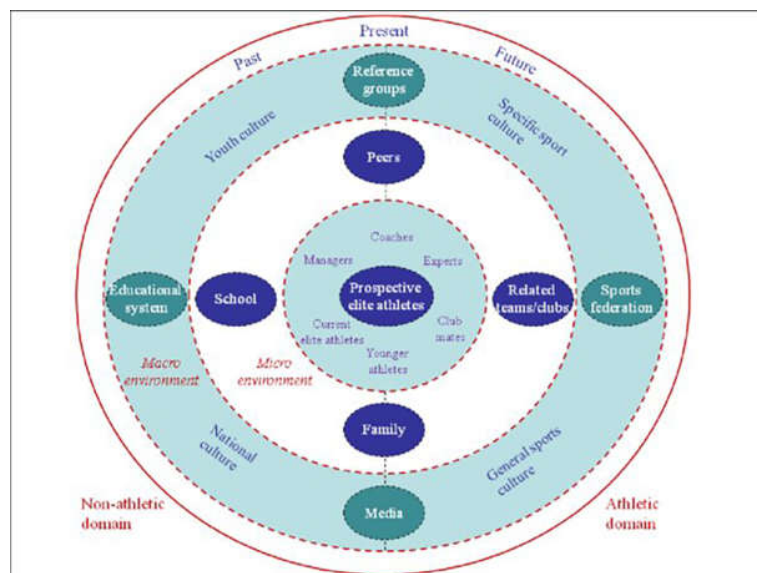 Present
Past
Future
Reference
groups
Youth culture
Specific sport
culture
Peers
Coaches
Managers
Experts
Educational
system
School
Prospective
elite athletes
Related
teams/clubs
Sports
federation
Current
elite athletes
Club
mates
Younger
athletes
Macro
environment
Micro
environment
Family
National
culture
General sports
culture
Media
Non-athletic
domain
Athletic
domain